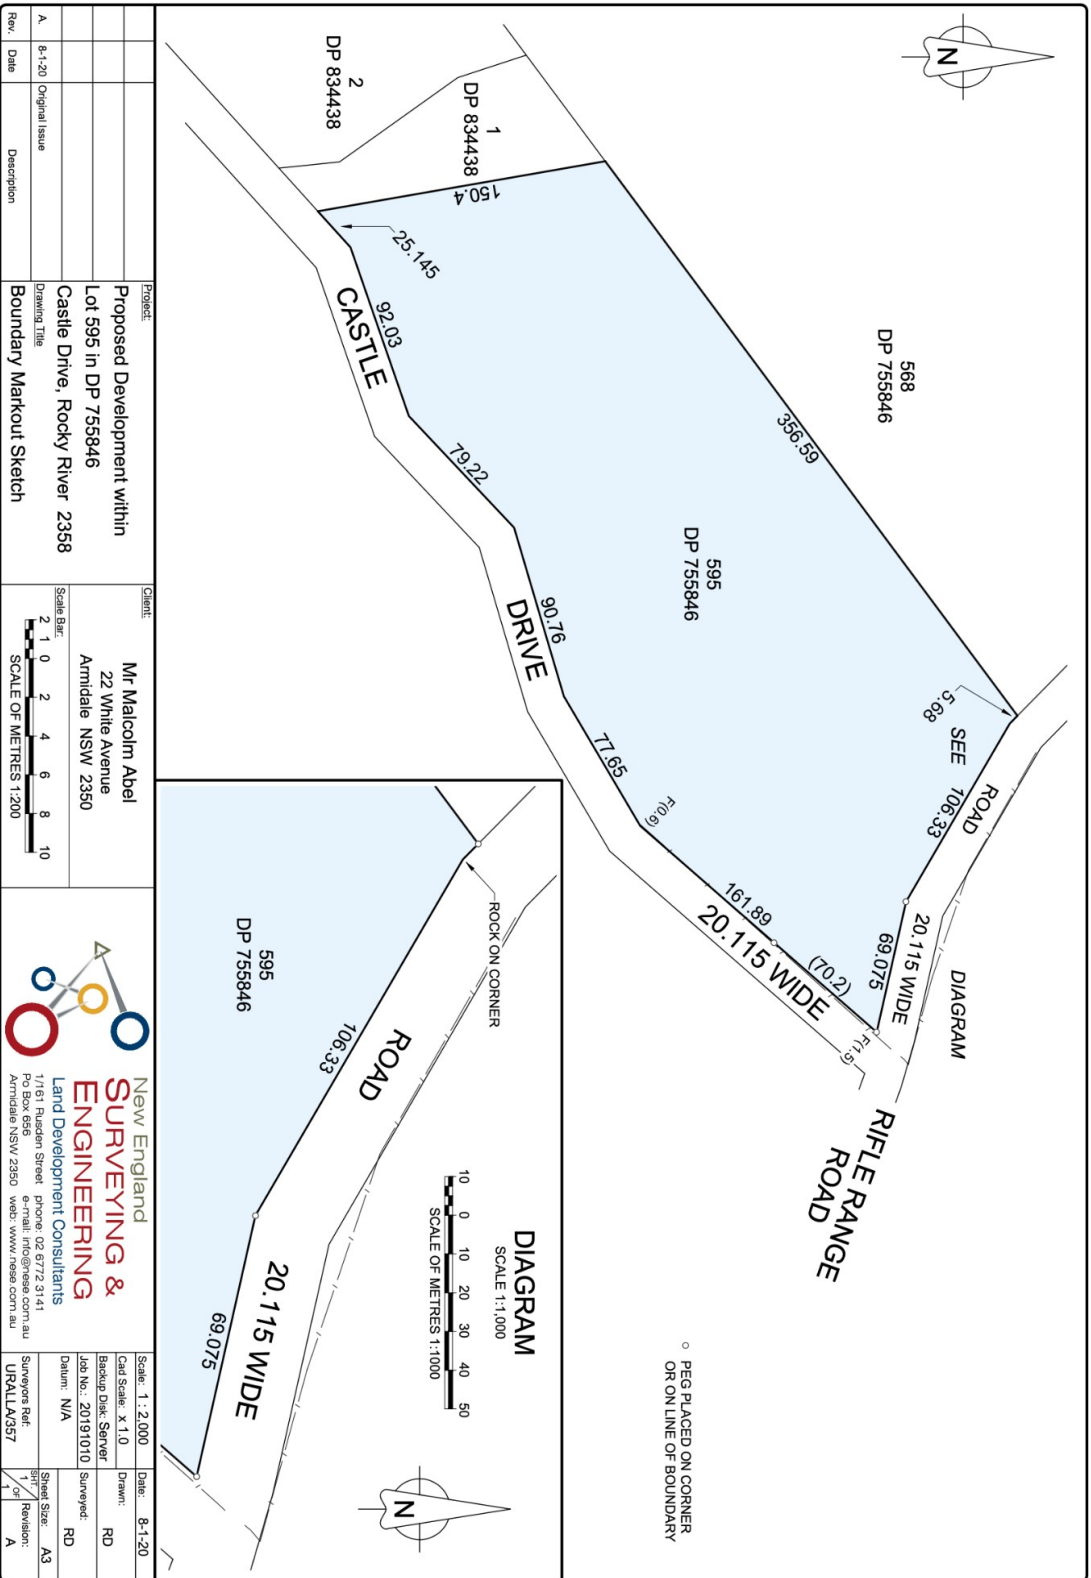 N
2
DP 834438
1
DP 834438
568
DP 755846
595
DP 755846
150.4
25.145
92.03
79.22
90.76
77.65
161.89
(70.2)
356.59
5.68
106.33
69.075
F(0.6)
F(1.5)
CASTLE
DRIVE
20.115 WIDE
ROAD
20.115 WIDE
SEE
DIAGRAM
RIFLE RANGE
ROAD
○ PEG PLACED ON CORNER
OR ON LINE OF BOUNDARY
DIAGRAM
SCALE 1:1,000
10 0 10 20 30 40 50
SCALE OF METRES 1:1000
N
ROCK ON CORNER
595
DP 755846
106.33
ROAD
69.075
20.115 WIDE
A. 8-1-20 Original Issue
Rev. Date Description
Project:
Proposed Development within
Lot 595 in DP 755846
Castle Drive, Rocky River 2358
Drawing Title
Boundary Markout Sketch
Client:
Mr Malcolm Abel
22 White Avenue
Armidale NSW 2350
Scale Bar:
2 1 0 2 4 6 8 10
SCALE OF METRES 1:200
New England
SURVEYING &
ENGINEERING
Land Development Consultants
1/161 Rusden Street phone: 02 6772 3141
Po Box 656 e-mail: info@nese.com.au
Armidale NSW 2350 web: www.nese.com.au
Scale: 1 : 2,000
Date: 8-1-20
Cad Scale: x 1.0
Drawn: RD
Backup Disk: Server
Job No.: 20191010
Surveyed: RD
Datum: N/A
Sheet Size: A3
Surveyors Ref:
URALLA/357
SHT.
1 OF 1
Revision:
A